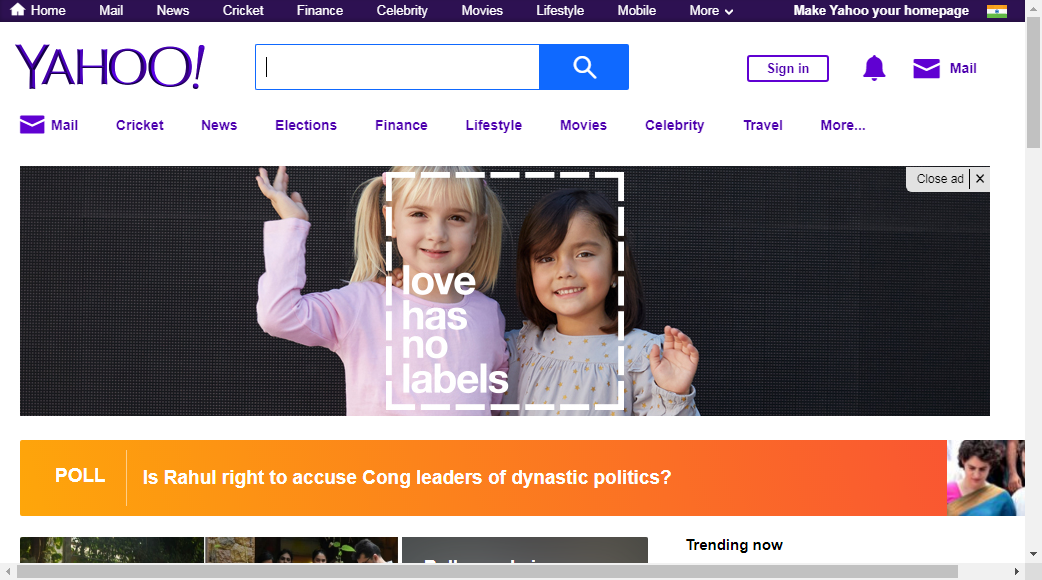 Home Mail News Cricket Finance Celebrity Movies Lifestyle Mobile More Make Yahoo your homepage
YAHOO! Sign in Mail
Mail Cricket News Elections Finance Lifestyle Movies Celebrity Travel More...
Close ad X
love
has
no
labels
POLL Is Rahul right to accuse Cong leaders of dynastic politics?
Trending now